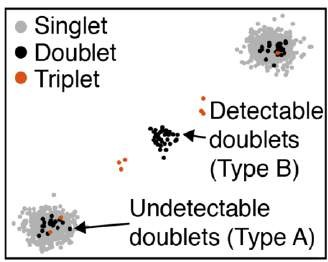 Singlet
Doublet
Triplet
Detectable
doublets
(Type B)
Undetectable
doublets (Type A)